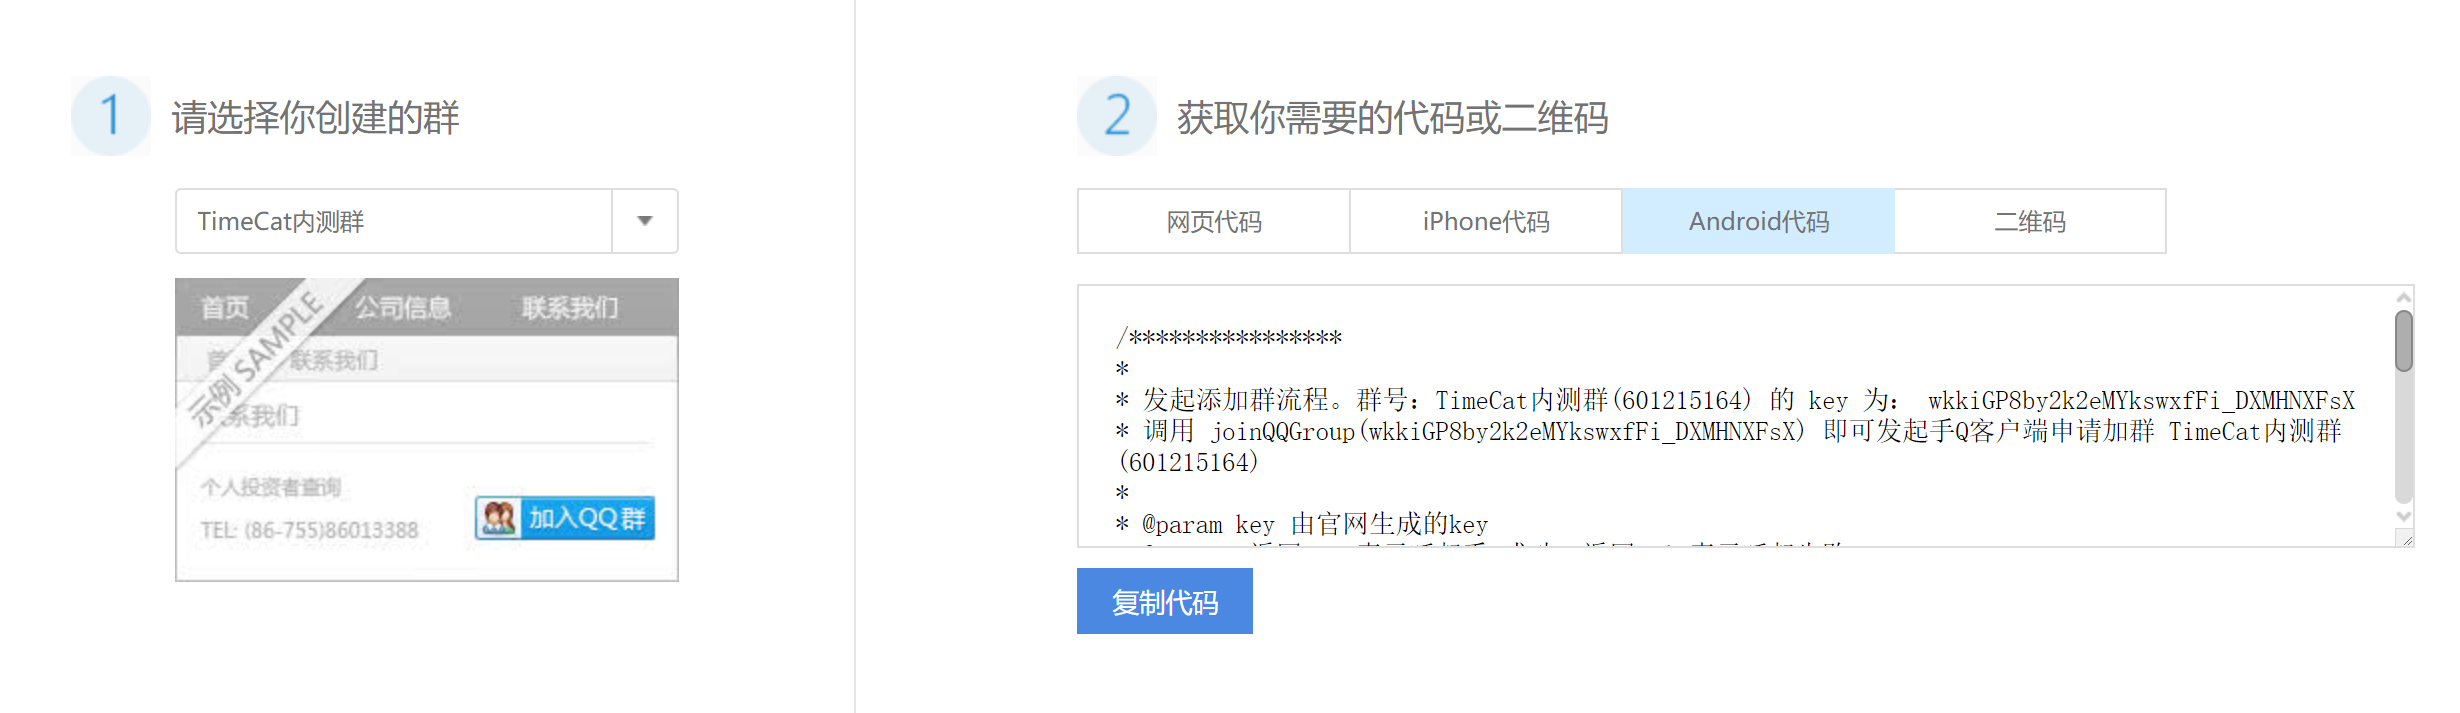 1 请选择你创建的群
TimeCat内测群
首页 公司信息 联系我们
示例 SAMPLE
联系我们
系我们
个人投资者查询
TEL: (86-755)86013388
加入QQ群
2 获取你需要的代码或二维码
网页代码 iPhone代码 Android代码 二维码
/****************
*
* 发起添加群流程。群号：TimeCat内测群(601215164) 的 key 为： wkkiGP8by2k2eMYkswxfFi_DXMHNXFsX
* 调用 joinQQGroup(wkkiGP8by2k2eMYkswxfFi_DXMHNXFsX) 即可发起手Q客户端申请加群 TimeCat内测群
(601215164)
*
* @param key 由官网生成的key
复制代码